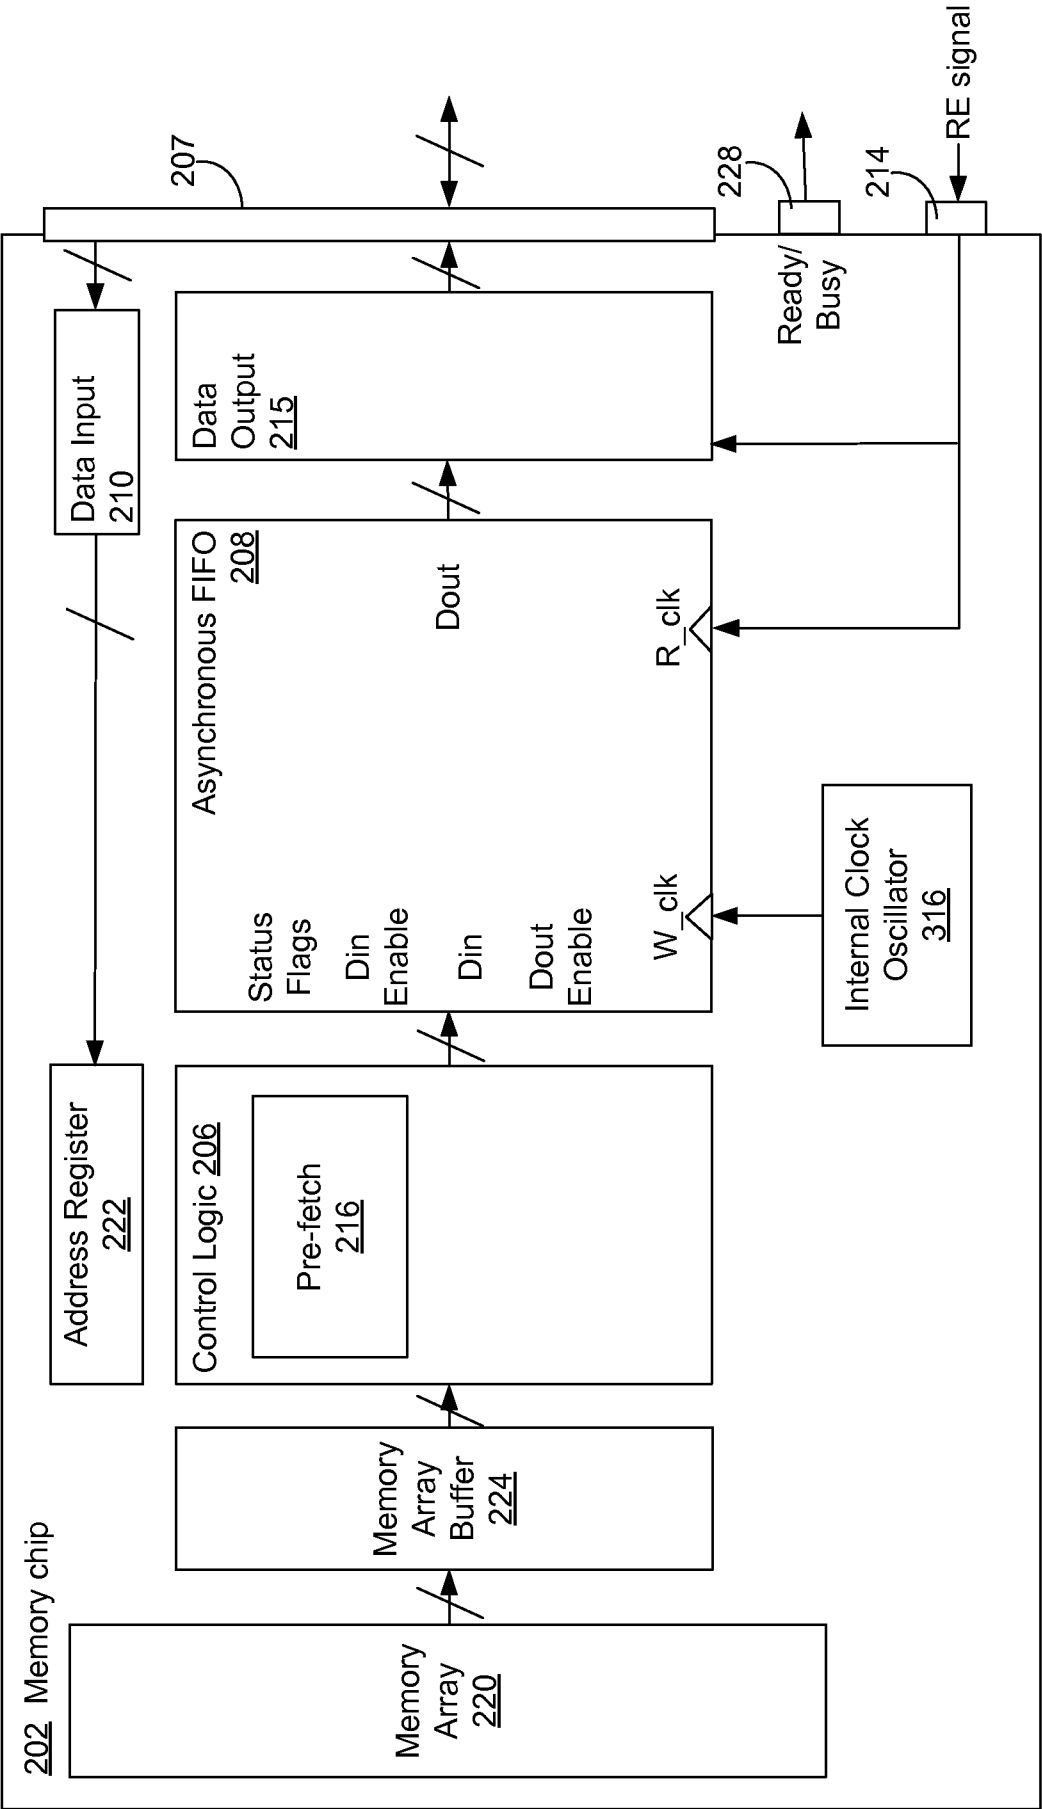 202 Memory chip
Memory
Array
220
Memory
Array
Buffer
224
Address Register
222
Control Logic 206
Pre-fetch
216
Asynchronous FIFO
208
Status
Flags
Din
Enable
Din
Dout
Enable
Dout
W_clk
R_clk
Internal Clock
Oscillator
316
Data Input
210
Data
Output
215
207
Ready/
Busy
228
214
RE signal